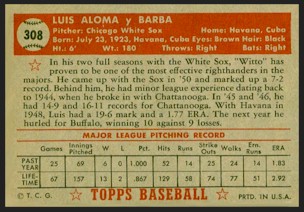 308
LUIS ALOMA y BARBA
Pitcher: Chicago White Sox Home: Havana, Cuba
Born: July 23, 1923, Havana, Cuba Eyes: Brown Hair: Black
Ht.: 6' Wt.: 180 Throws: Right Bats: Right
In his two full seasons with the White Sox, "Witto" has
proven to be one of the most effective righthanders in the
majors. He came up with the Sox in '50 and marked up a 7-2
record. Behind him, he had minor league experience dating back
to 1944, when he broke in with Chattanooga. In '45 and '46, he
had 14-9 and 16-11 records for Chattanooga. With Havana in
1948, Luis had a 19-6 mark and a 1.77 ERA. The next year he
hurled for Buffalo, winning 10 against 9 losses.
MAJOR LEAGUE PITCHING RECORD
Games Innings Pitched Won Lost Pct. Hits Runs Strike Outs Earn. Runs Walks ERA
PAST YEAR 25 69 6 0 1.000 52 14 25 14 24 1.83
LIFE-TIME 67 157 13 2 .867 129 58 74 51 92
© T. C. G. TOPPS BASEBALL PRTD. IN U.S.A.